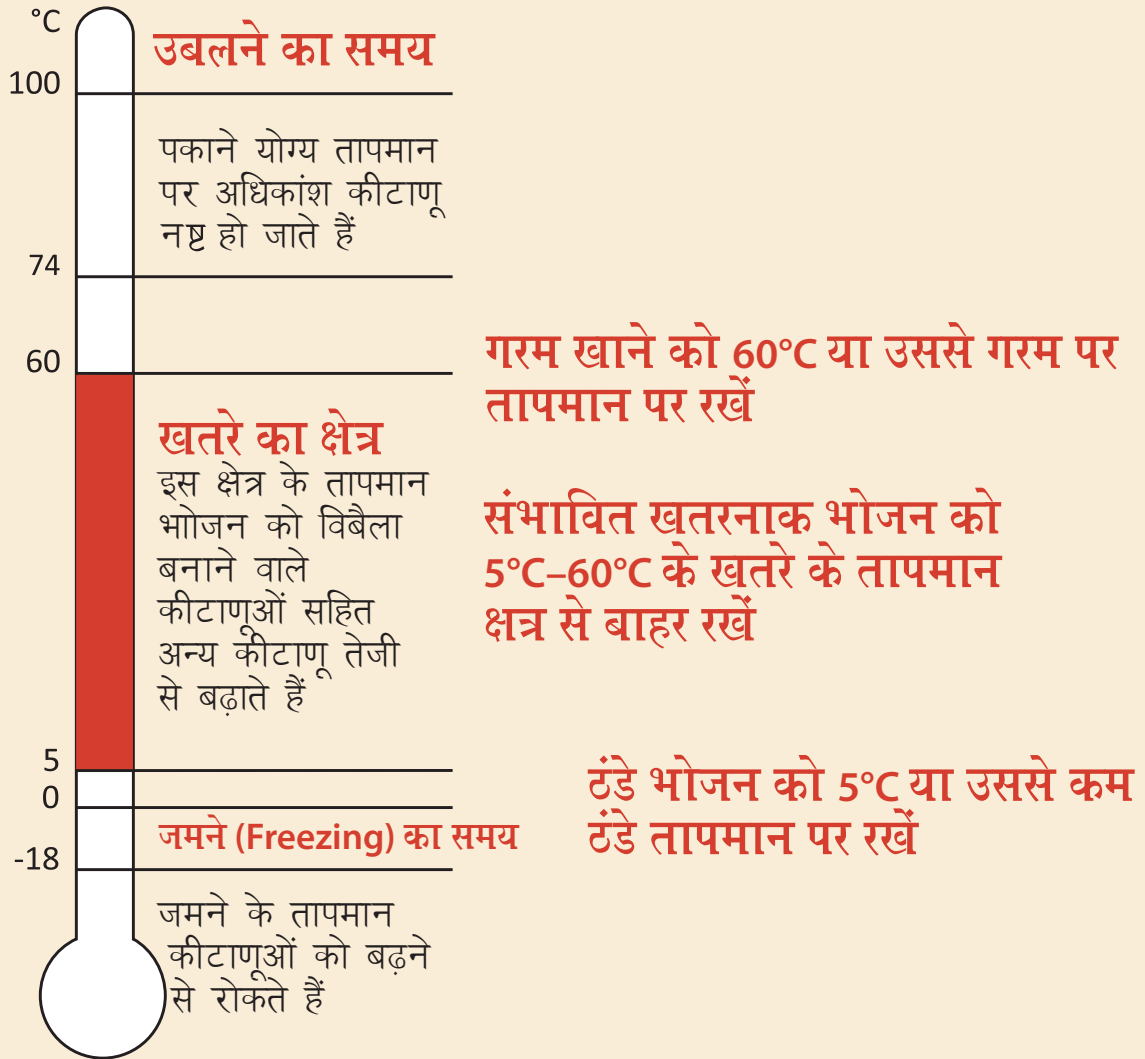 °C
उबलने का समय
100
पकाने योग्य तापमान
पर अधिकांश कीटाणू
नष्ट हो जाते हैं
74
60
गरम खाने को 60°C या उससे गरम पर
तापमान पर रखें
खतरे का क्षेत्र
इस क्षेत्र के तापमान
भाोजन को विबैला
बनाने वाले
कीटाणूओं सहित
अन्य कीटाणू तेजी
से बढ़ाते हैं
संभावित खतरनाक भोजन को
5°C–60°C के खतरे के तापमान
क्षत्र से बाहर रखें
5
0
ठंडे भोजन को 5°C या उससे कम
ठंडे तापमान पर रखें
जमने (Freezing) का समय
-18
जमने के तापमान
कीटाणूओं को बढ़ने
से रोकते हैं